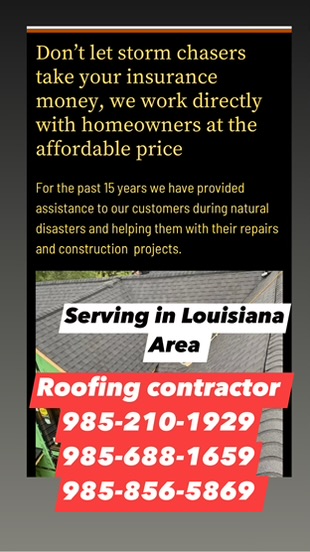 Don't let storm chasers
take your insurance
money, we work directly
with homeowners at the
affordable price
For the past 15 years we have provided
assistance to our customers during natural
disasters and helping them with their repairs
and construction projects.
Serving in Louisiana
Area
Roofing contractor
985-210-1929
985-688-1659
985-856-5869